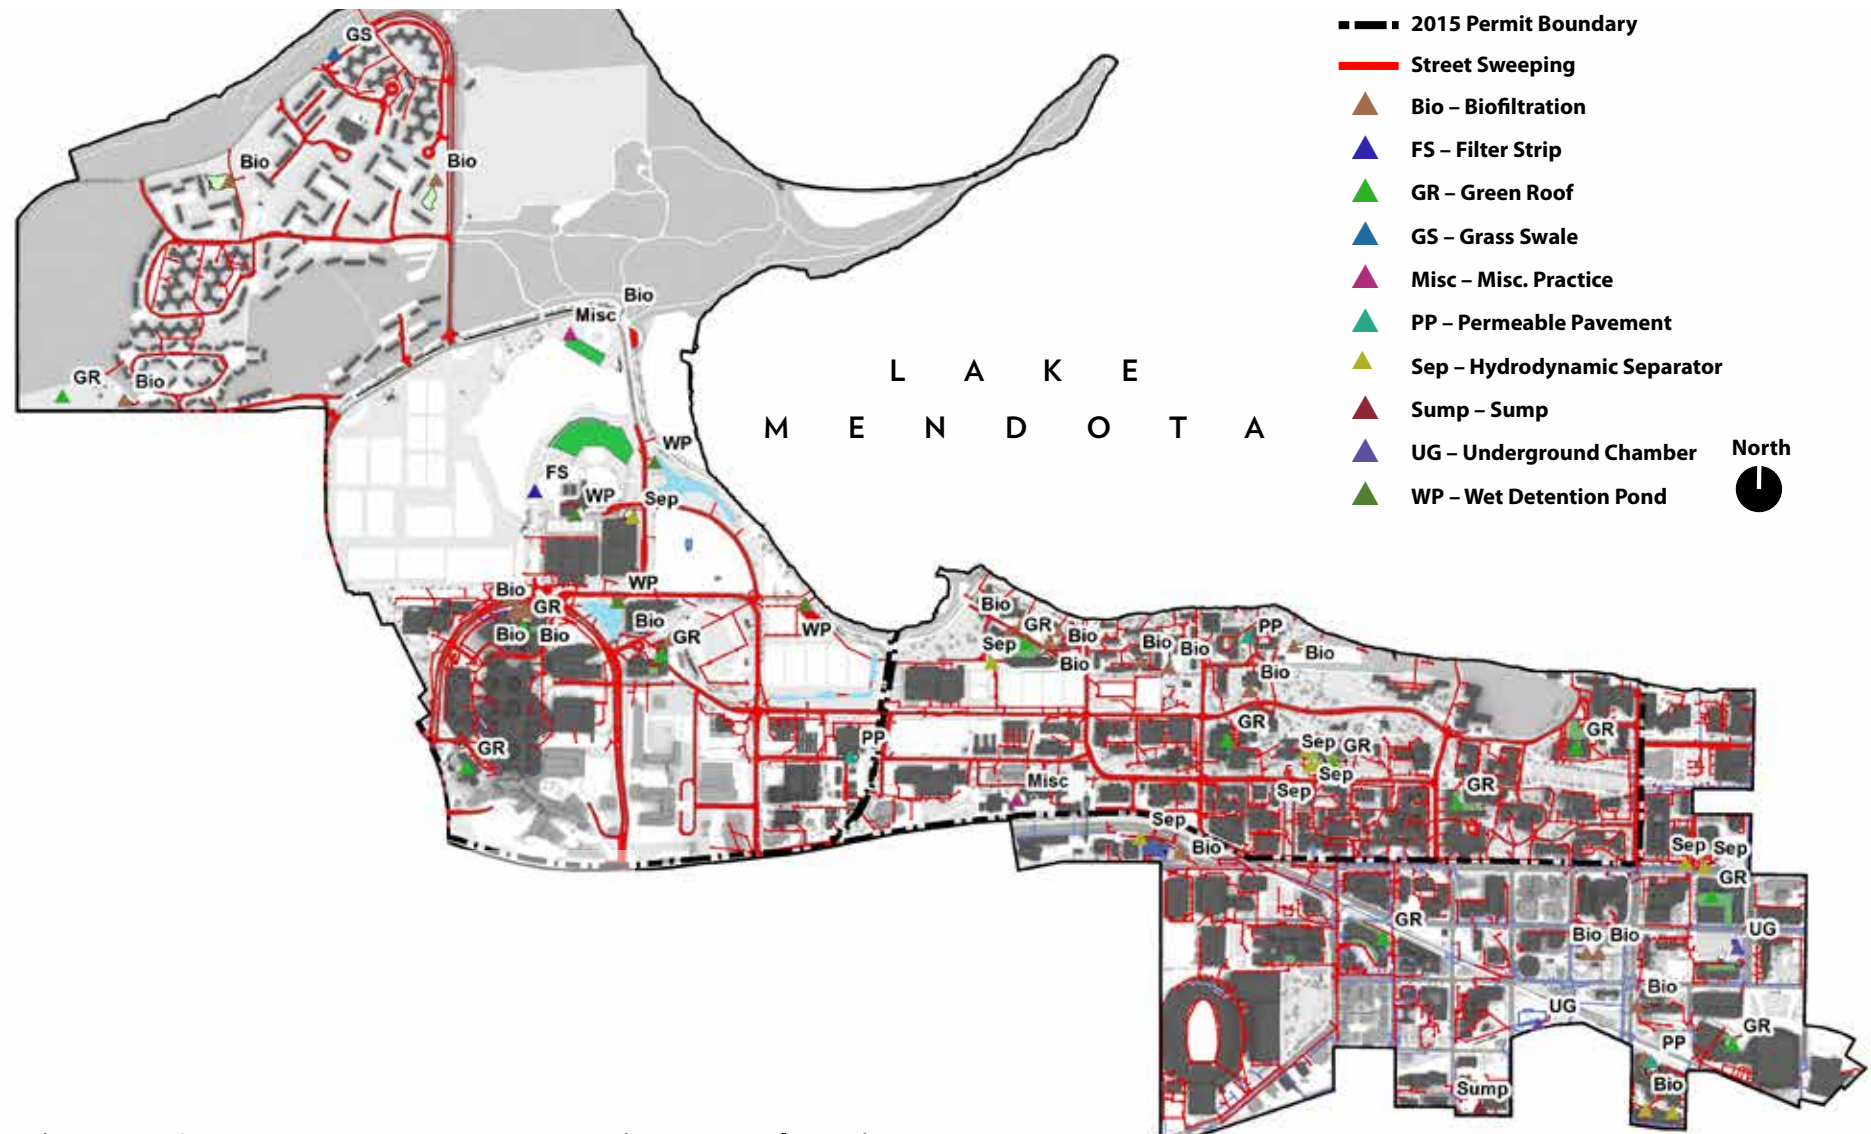 2015 Permit Boundary
Street Sweeping
Bio – Biofiltration
FS – Filter Strip
GR – Green Roof
GS – Grass Swale
Misc – Misc. Practice
PP – Permeable Pavement
Sep – Hydrodynamic Separator
Sump – Sump
UG – Underground Chamber
WP – Wet Detention Pond
North
LAKE
MENDOTA
GS
Bio
Bio
Bio
Misc
GR
Bio
WP
FS
WP
Sep
WP
Bio
GR
Bio
Bio
Bio
GR
WP
GR
PP
Bio
GR
Sep
Bio
Bio
Bio
Bio
PP
Bio
Bio
GR
Sep
GR
Sep
Sep
GR
GR
Misc
Sep
Bio
Sep
Sep
GR
GR
Bio
Bio
UG
Bio
UG
GR
PP
Bio
Sump